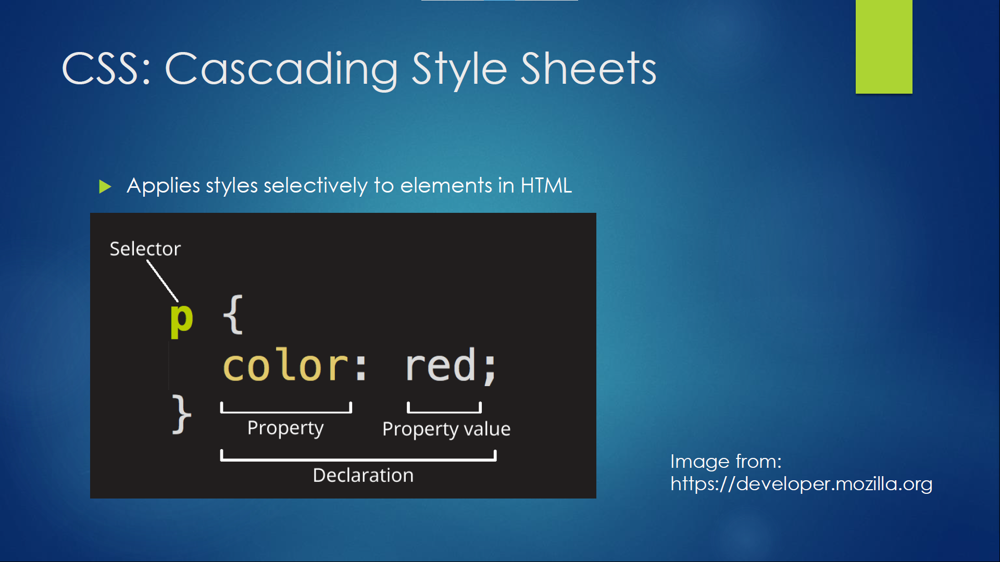 CSS: Cascading Style Sheets
Applies styles selectively to elements in HTML
Selector
p {
color: red;
}
Property
Property value
Declaration
Image from:
https://developer.mozilla.org